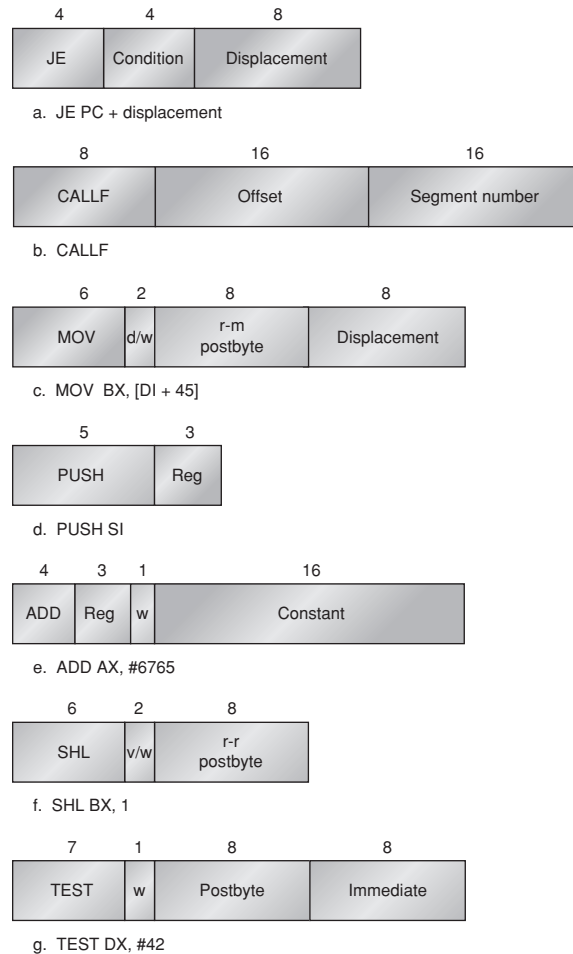 4 4 8
JE Condition Displacement
a. JE PC + displacement
8 16 16
CALLF Offset Segment number
b. CALLF
6 2 8 8
MOV d/w r-m
postbyte Displacement
c. MOV BX, [DI + 45]
5 3
PUSH Reg
d. PUSH SI
4 3 1 16
ADD Reg w Constant
e. ADD AX, #6765
6 2 8
SHL v/w r-r
postbyte
f. SHL BX, 1
7 1 8 8
TEST w Postbyte Immediate
g. TEST DX, #42